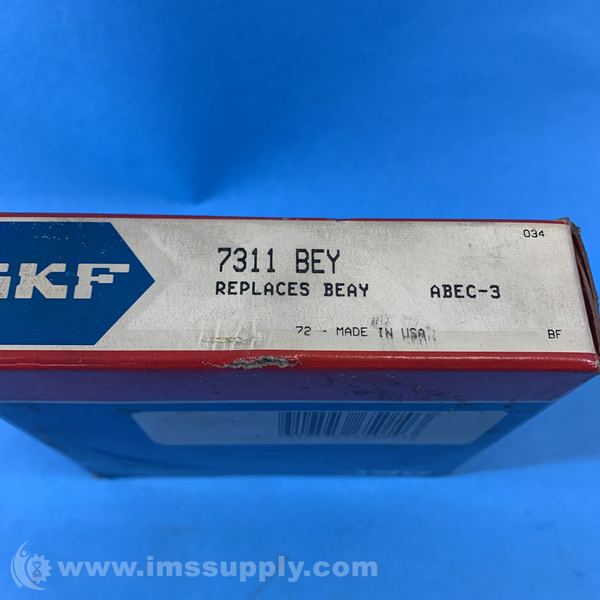 034
SKF
7311 BEY
REPLACES BEAY ABEC-3
72 - MADE IN USA
BF
www.imssupply.com/